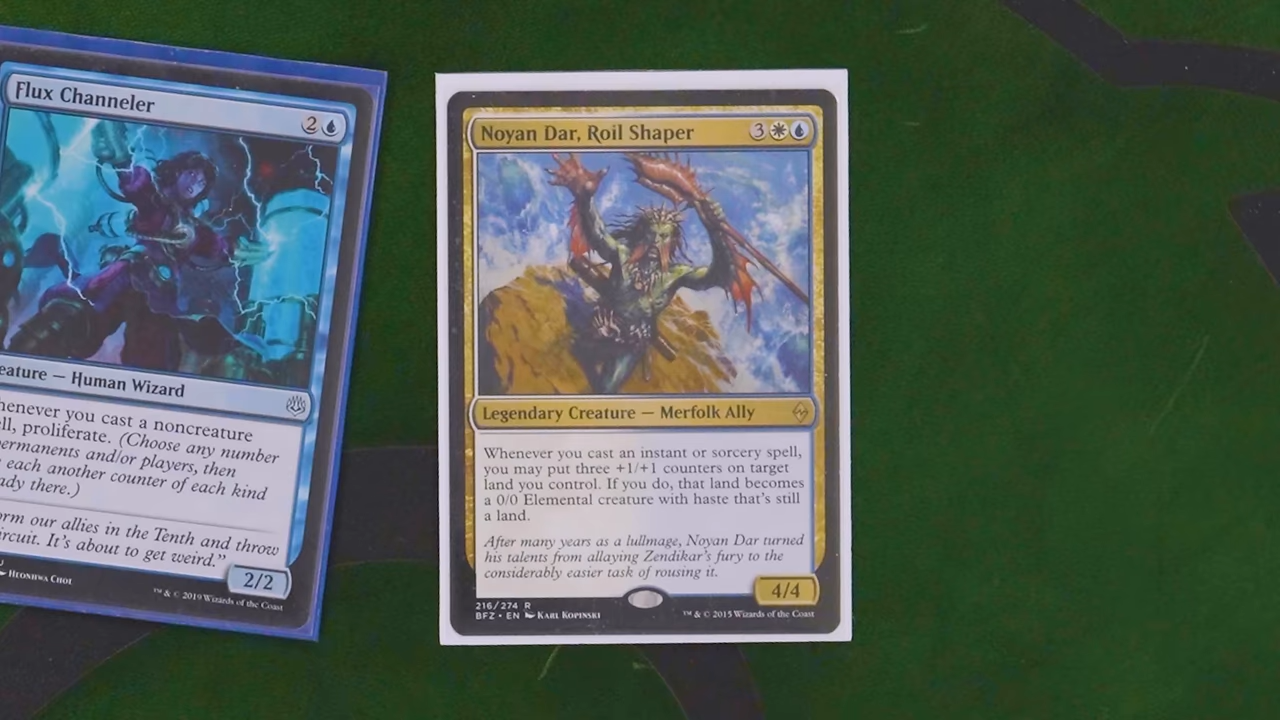 Flux Channeler
2
eature — Human Wizard
henever you cast a noncreature
ll, proliferate. (Choose any number
ermanents and/or players, then
each another counter of each kind
ady there.)
orm our allies in the Tenth and throw
rcuit. It's about to get weird."
2/2
Heonhwa Choe
™ & © 2019 Wizards of the Coast
Noyan Dar, Roil Shaper
3
Legendary Creature — Merfolk Ally
Whenever you cast an instant or sorcery spell,
you may put three +1/+1 counters on target
land you control. If you do, that land becomes
a 0/0 Elemental creature with haste that's still
a land.
After many years as a lullmage, Noyan Dar turned
his talents from allaying Zendikar's fury to the
considerably easier task of rousing it.
4/4
216/274 R
BFZ • EN Karl Kopinski
™ & © 2015 Wizards of the Coast